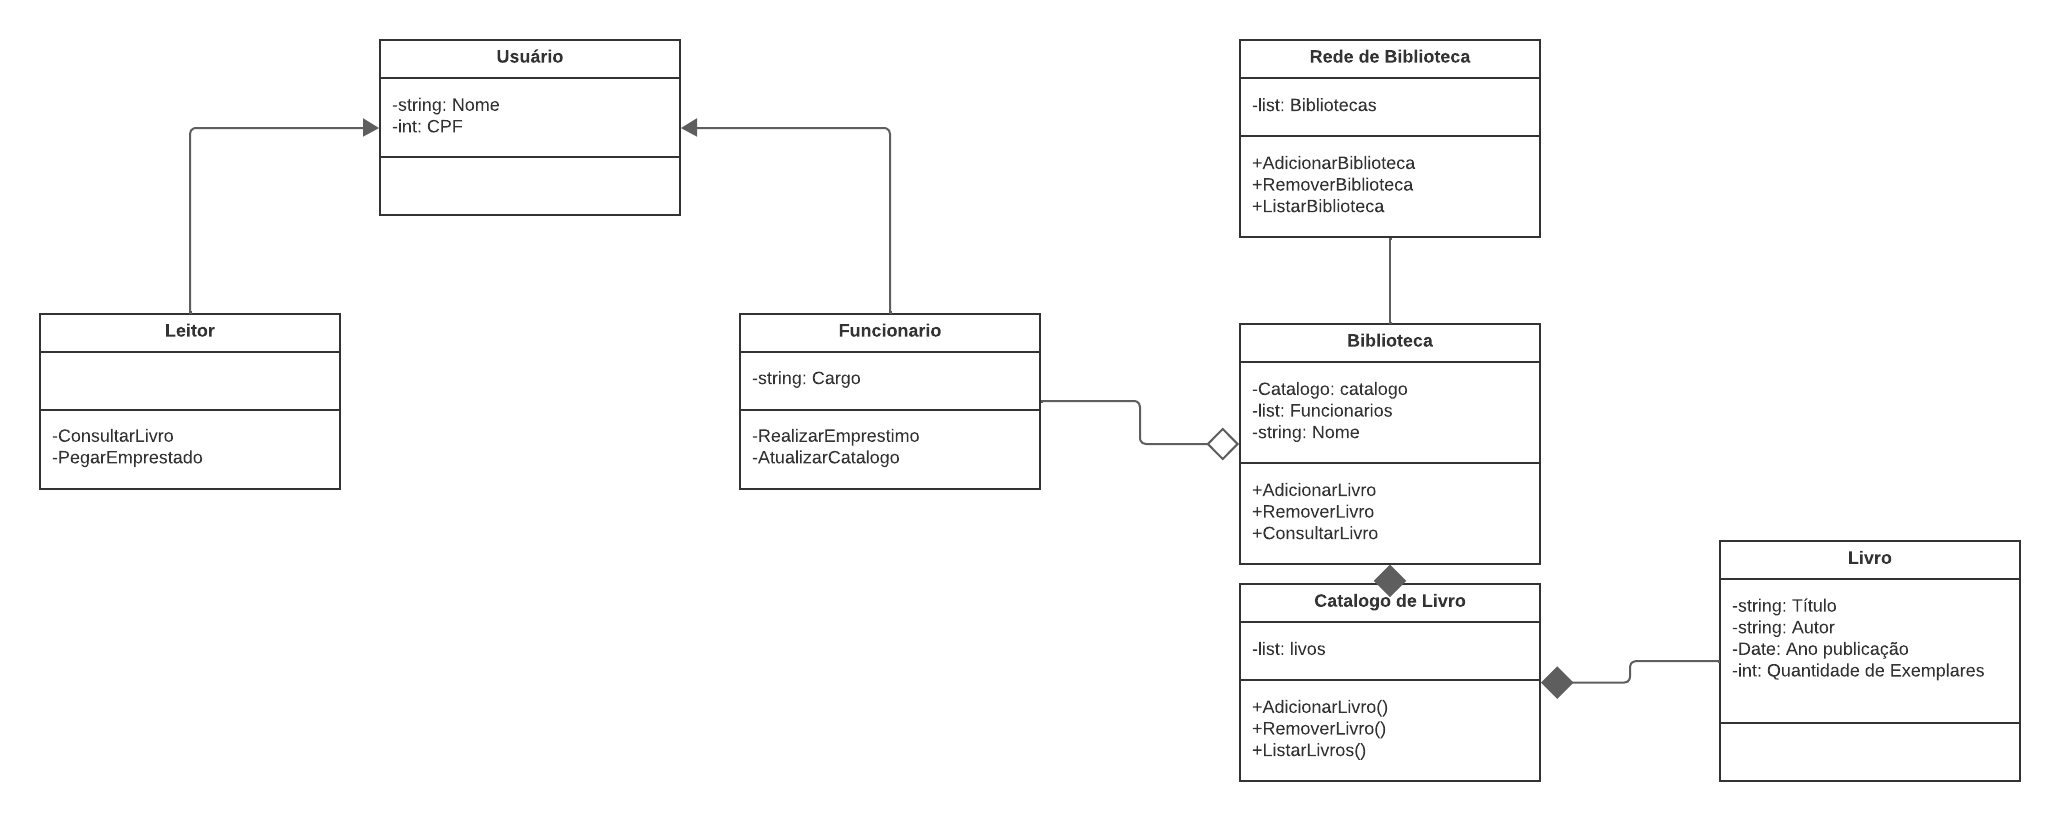 Usuário
-string: Nome
-int: CPF
Rede de Biblioteca
-list: Bibliotecas
+AdicionarBiblioteca
+RemoverBiblioteca
+ListarBiblioteca
Leitor
-ConsultarLivro
-PegarEmprestado
Funcionario
-string: Cargo
-RealizarEmprestimo
-AtualizarCatalogo
Biblioteca
-Catalogo: catalogo
-list: Funcionarios
-string: Nome
+AdicionarLivro
+RemoverLivro
+ConsultarLivro
Catalogo de Livro
-list: livos
+AdicionarLivro()
+RemoverLivro()
+ListarLivros()
Livro
-string: Título
-string: Autor
-Date: Ano publicação
-int: Quantidade de Exemplares